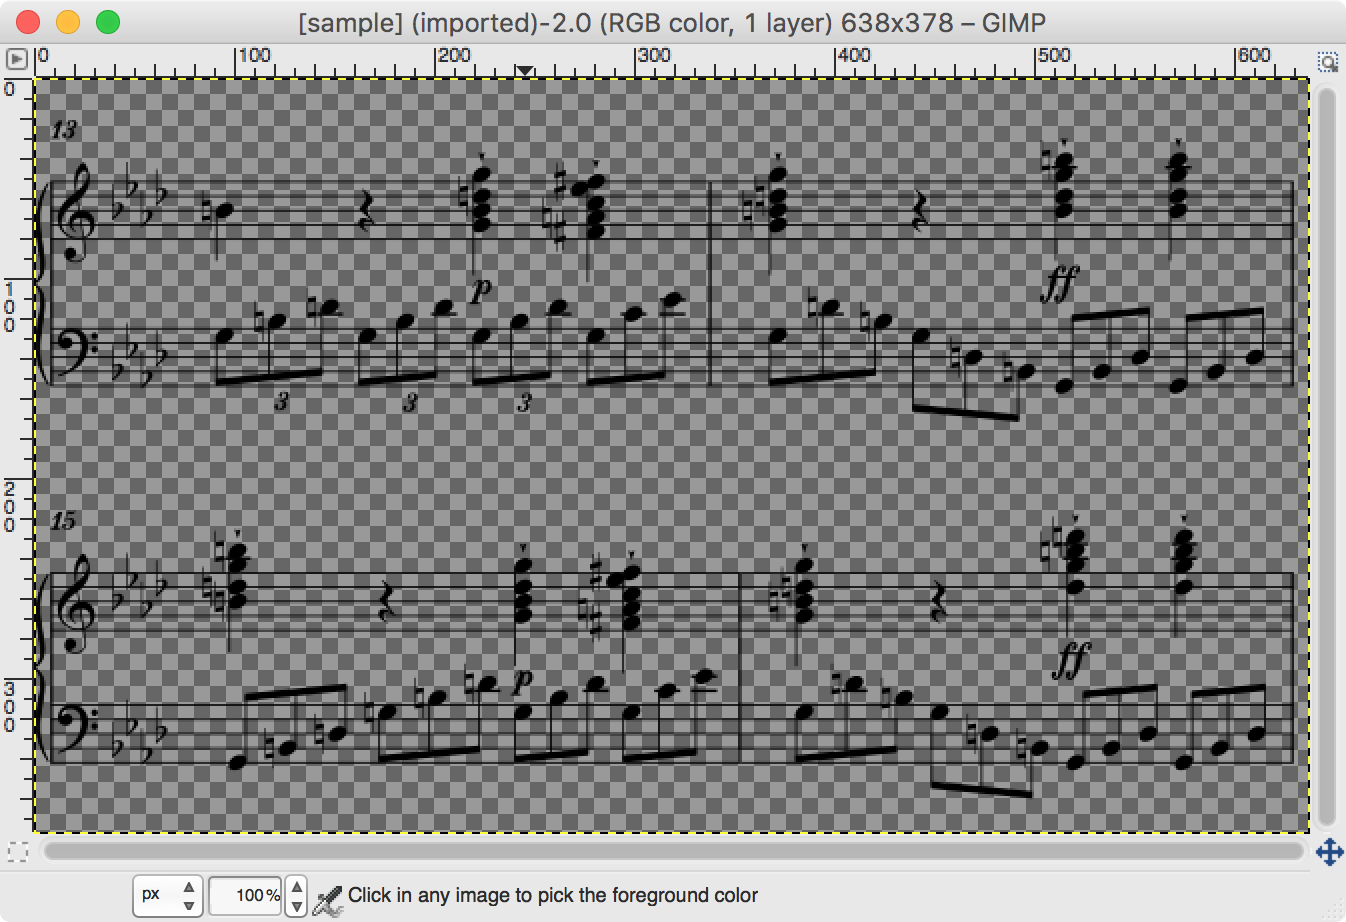 [sample] (imported)-2.0 (RGB color, 1 layer) 638x378 – GIMP
0 100 200 300 400 500 600
0
13
p
ff
100
3 3 3
200
15
p
ff
300
px 100% Click in any image to pick the foreground color